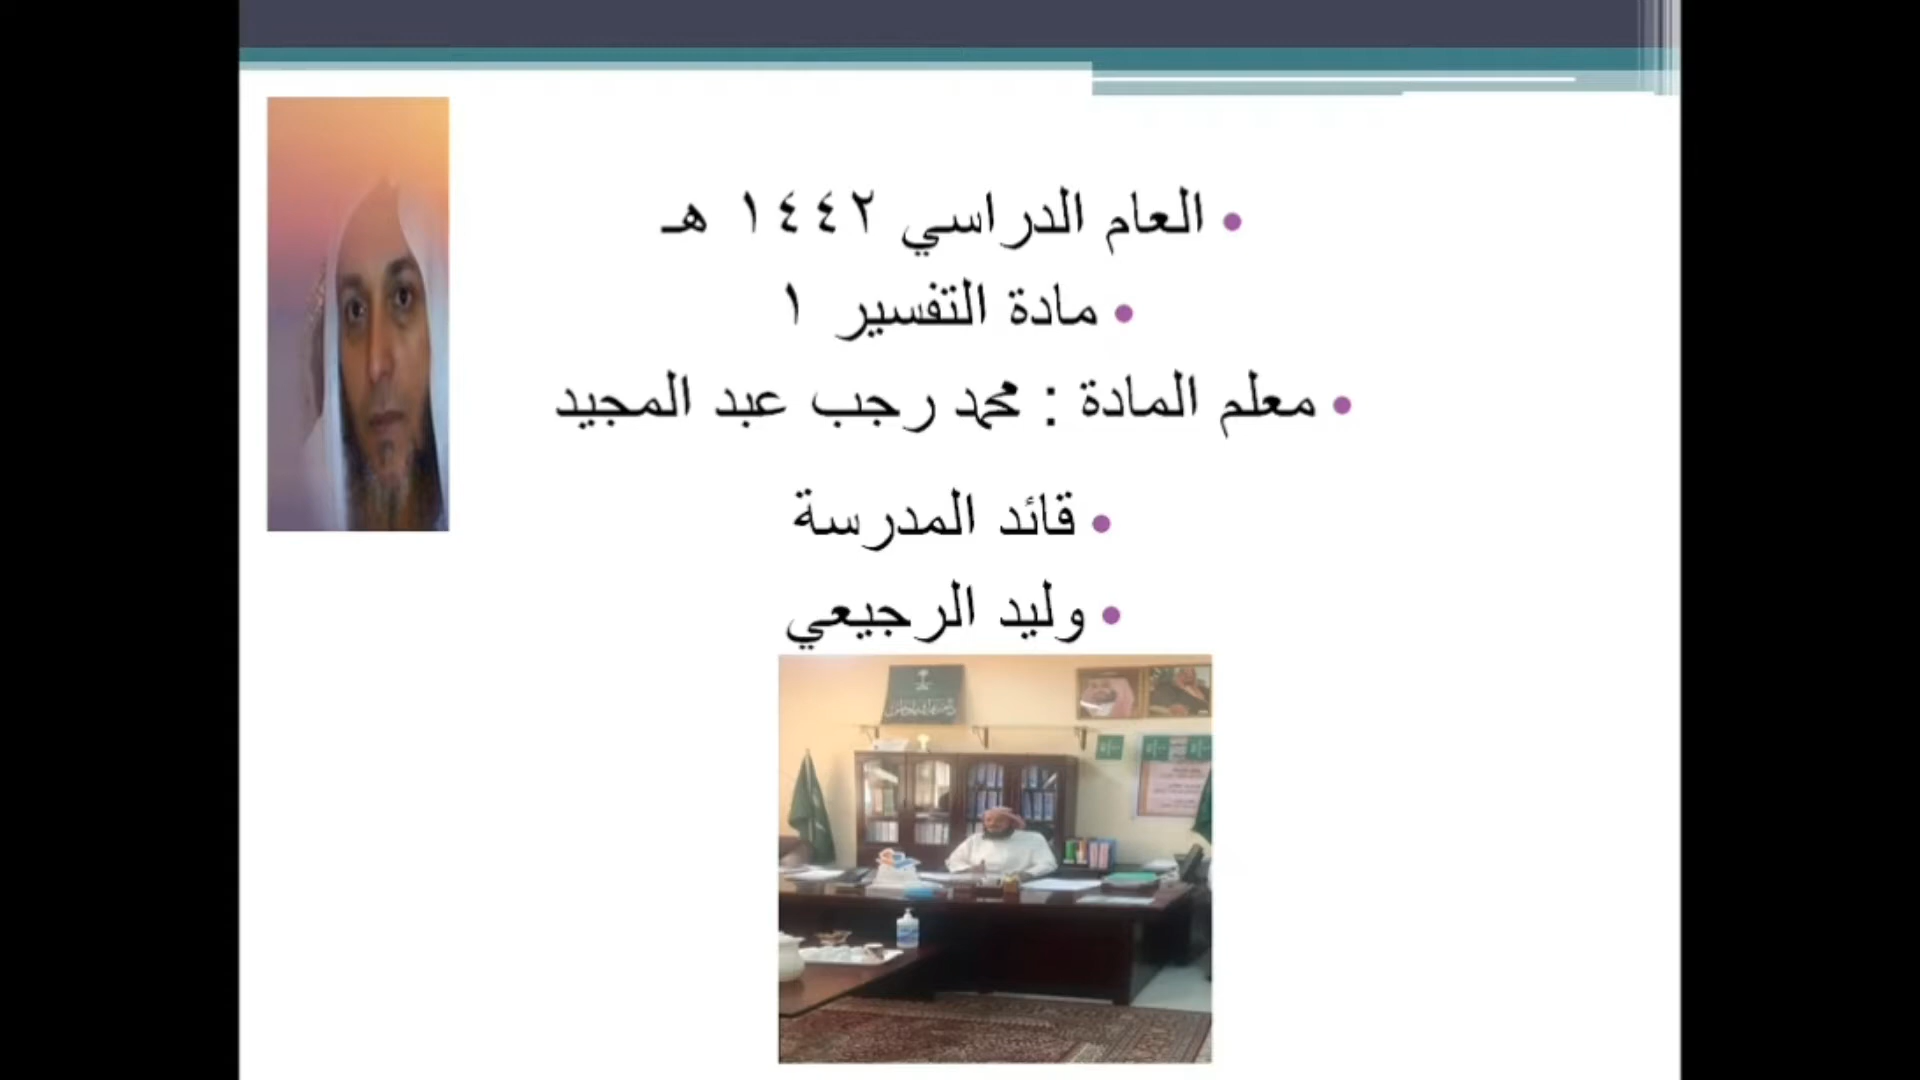 العام الدراسي ١٤٤٢ هـ
مادة التفسير ١
معلم المادة : محمد رجب عبد المجيد
قائد المدرسة
وليد الرجيعي